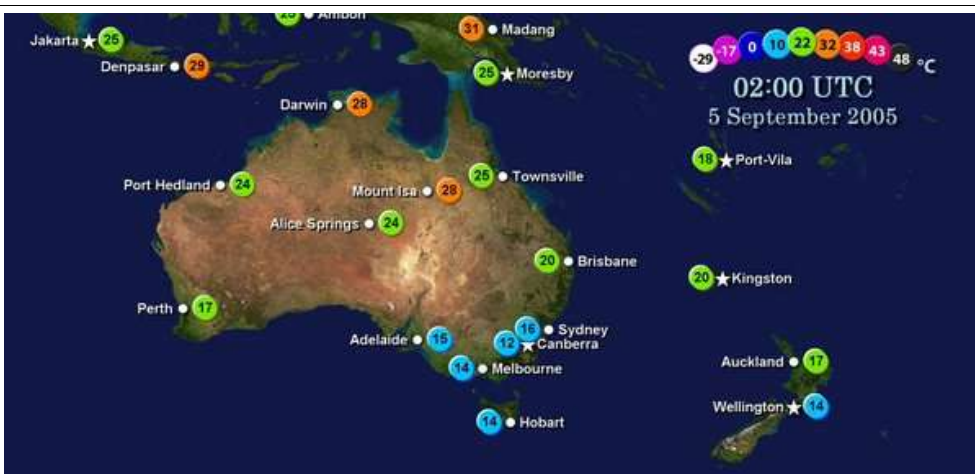 25 Ambon
Jakarta 25
31 Madang
Denpasar 29
25 Moresby
-29 -17 0 10 22 32 38 43 48 °C
02:00 UTC
5 September 2005
Darwin 28
18 Port-Vila
Port Hedland 24
25 Townsville
Mount Isa 28
Alice Springs 24
20 Brisbane
20 Kingston
Perth 17
16 Sydney
Adelaide 15
12 Canberra
14 Melbourne
Auckland 17
Wellington 14
14 Hobart